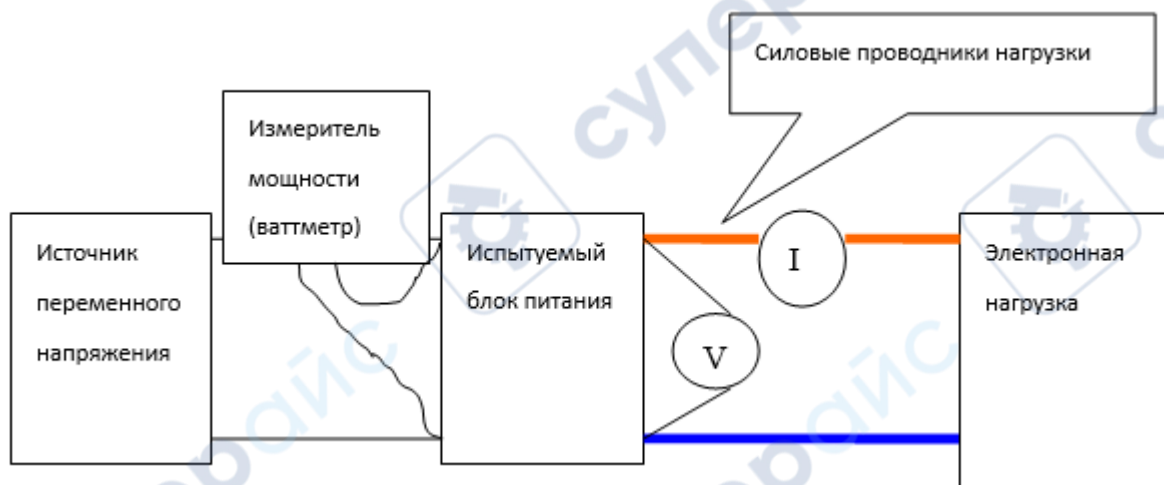 Силовые проводники нагрузки
Измеритель
мощности
(ваттметр)
Источник
переменного
напряжения
Испытуемый
блок питания
I
V
Электронная
нагрузка